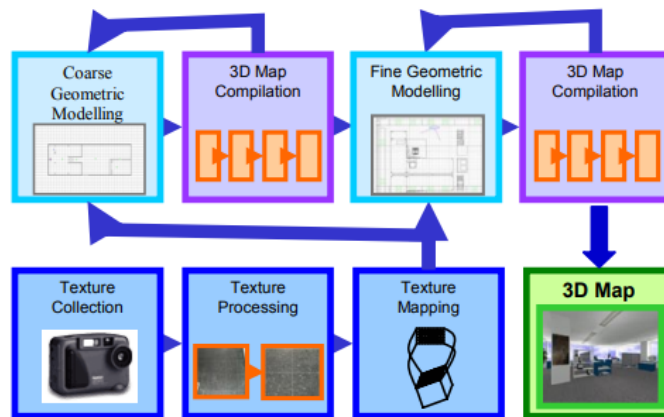 Coarse
Geometric
Modelling
3D Map
Compilation
Fine Geometric
Modelling
3D Map
Compilation
Texture
Collection
Texture
Processing
Texture
Mapping
3D Map